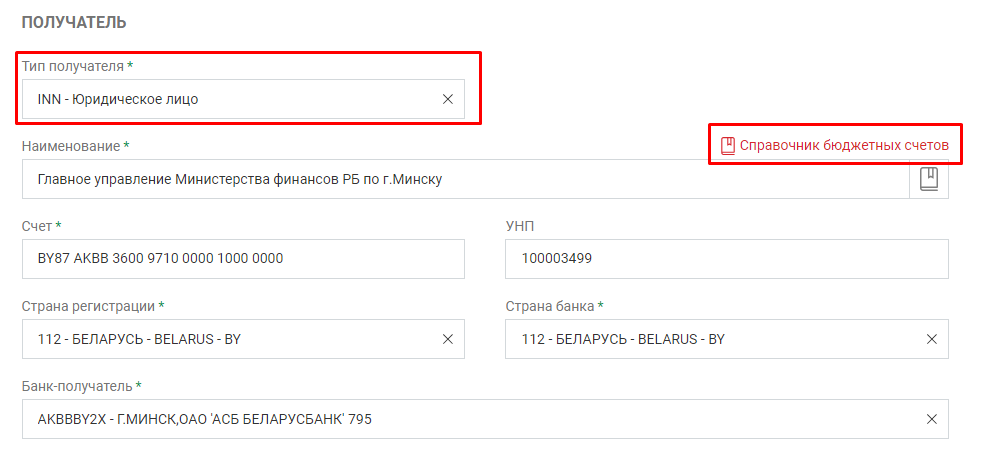 ПОЛУЧАТЕЛЬ
Тип получателя *
INN - Юридическое лицо
Наименование *
Справочник бюджетных счетов
Главное управление Министерства финансов РБ по г.Минску
Счет *
УНП
BY87 AKBB 3600 9710 0000 1000 0000
100003499
Страна регистрации *
Страна банка *
112 - БЕЛАРУСЬ - BELARUS - BY
112 - БЕЛАРУСЬ - BELARUS - BY
Банк-получатель *
AKBBBY2X - Г.МИНСК,ОАО 'АСБ БЕЛАРУСБАНК' 795